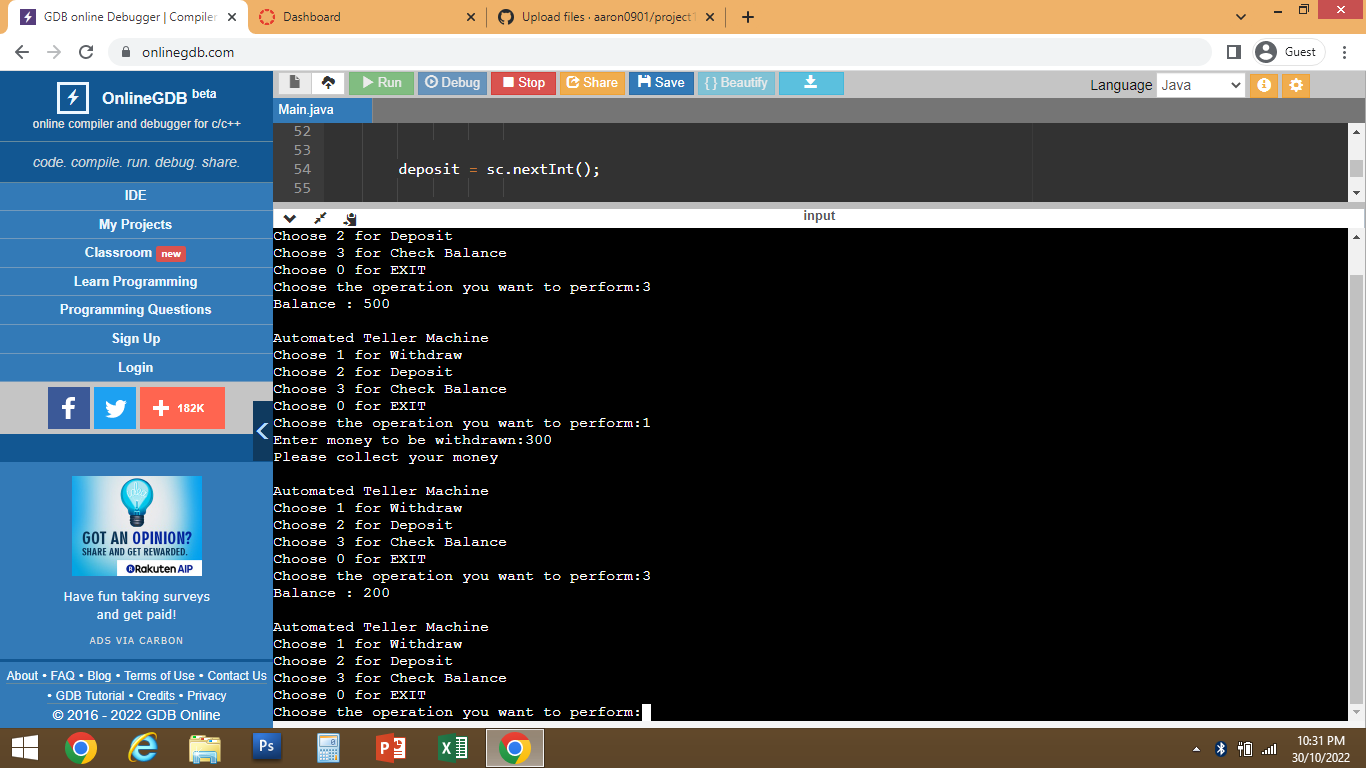 GDB online Debugger | Compiler
Dashboard
Upload files · aaron0901/project1
onlinegdb.com
Guest
OnlineGDB beta
online compiler and debugger for c/c++
code. compile. run. debug. share.
IDE
My Projects
Classroom new
Learn Programming
Programming Questions
Sign Up
Login
182K
GOT AN OPINION?
SHARE AND GET REWARDED.
Rakuten AIP
Have fun taking surveys
and get paid!
ADS VIA CARBON
About • FAQ • Blog • Terms of Use • Contact Us
• GDB Tutorial • Credits • Privacy
© 2016 - 2022 GDB Online
Run Debug Stop Share Save { } Beautify
Language Java
Main.java
52
53
54 deposit = sc.nextInt();
55
input
Choose 2 for Deposit
Choose 3 for Check Balance
Choose 0 for EXIT
Choose the operation you want to perform:3
Balance : 500
Automated Teller Machine
Choose 1 for Withdraw
Choose 2 for Deposit
Choose 3 for Check Balance
Choose 0 for EXIT
Choose the operation you want to perform:1
Enter money to be withdrawn:300
Please collect your money
Automated Teller Machine
Choose 1 for Withdraw
Choose 2 for Deposit
Choose 3 for Check Balance
Choose 0 for EXIT
Choose the operation you want to perform:3
Balance : 200
Automated Teller Machine
Choose 1 for Withdraw
Choose 2 for Deposit
Choose 3 for Check Balance
Choose 0 for EXIT
Choose the operation you want to perform:
Ps
10:31 PM
30/10/2022